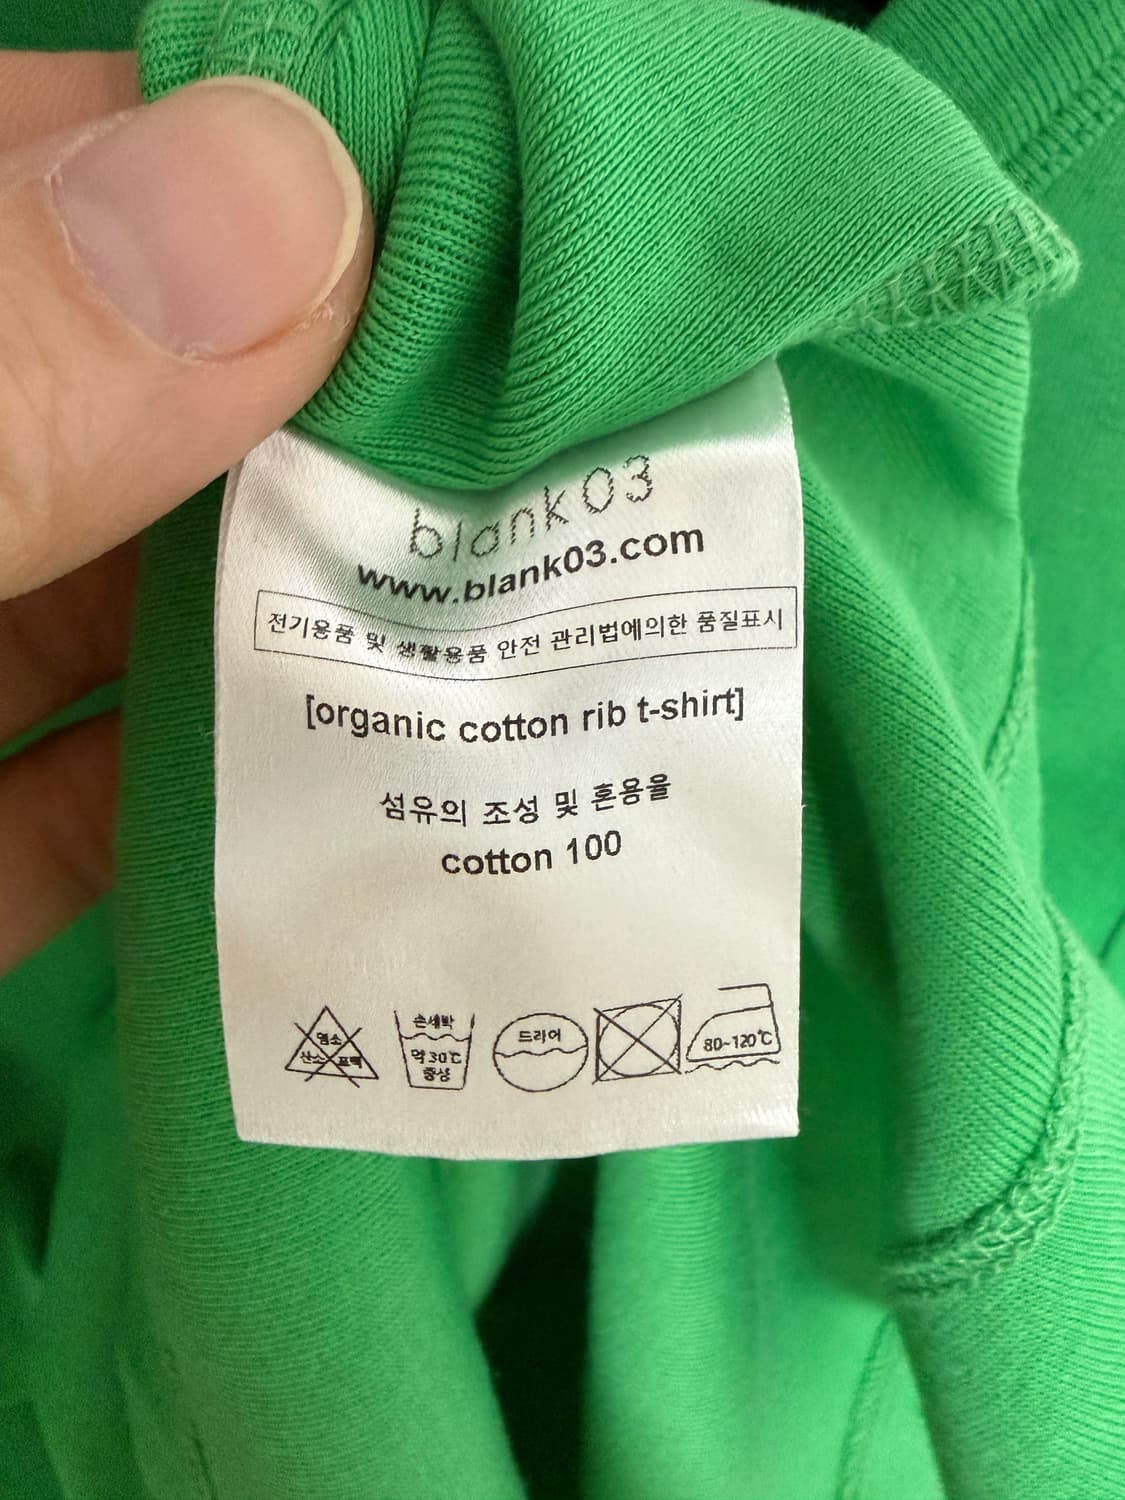 blank03
www.blank03.com
전기용품 및 생활용품 안전 관리법에의한 품질표시
[organic cotton rib t-shirt]
섬유의 조성 및 혼용율
cotton 100
염소
산소 표백
손세탁
약 30℃
중성
드라이
80~120℃